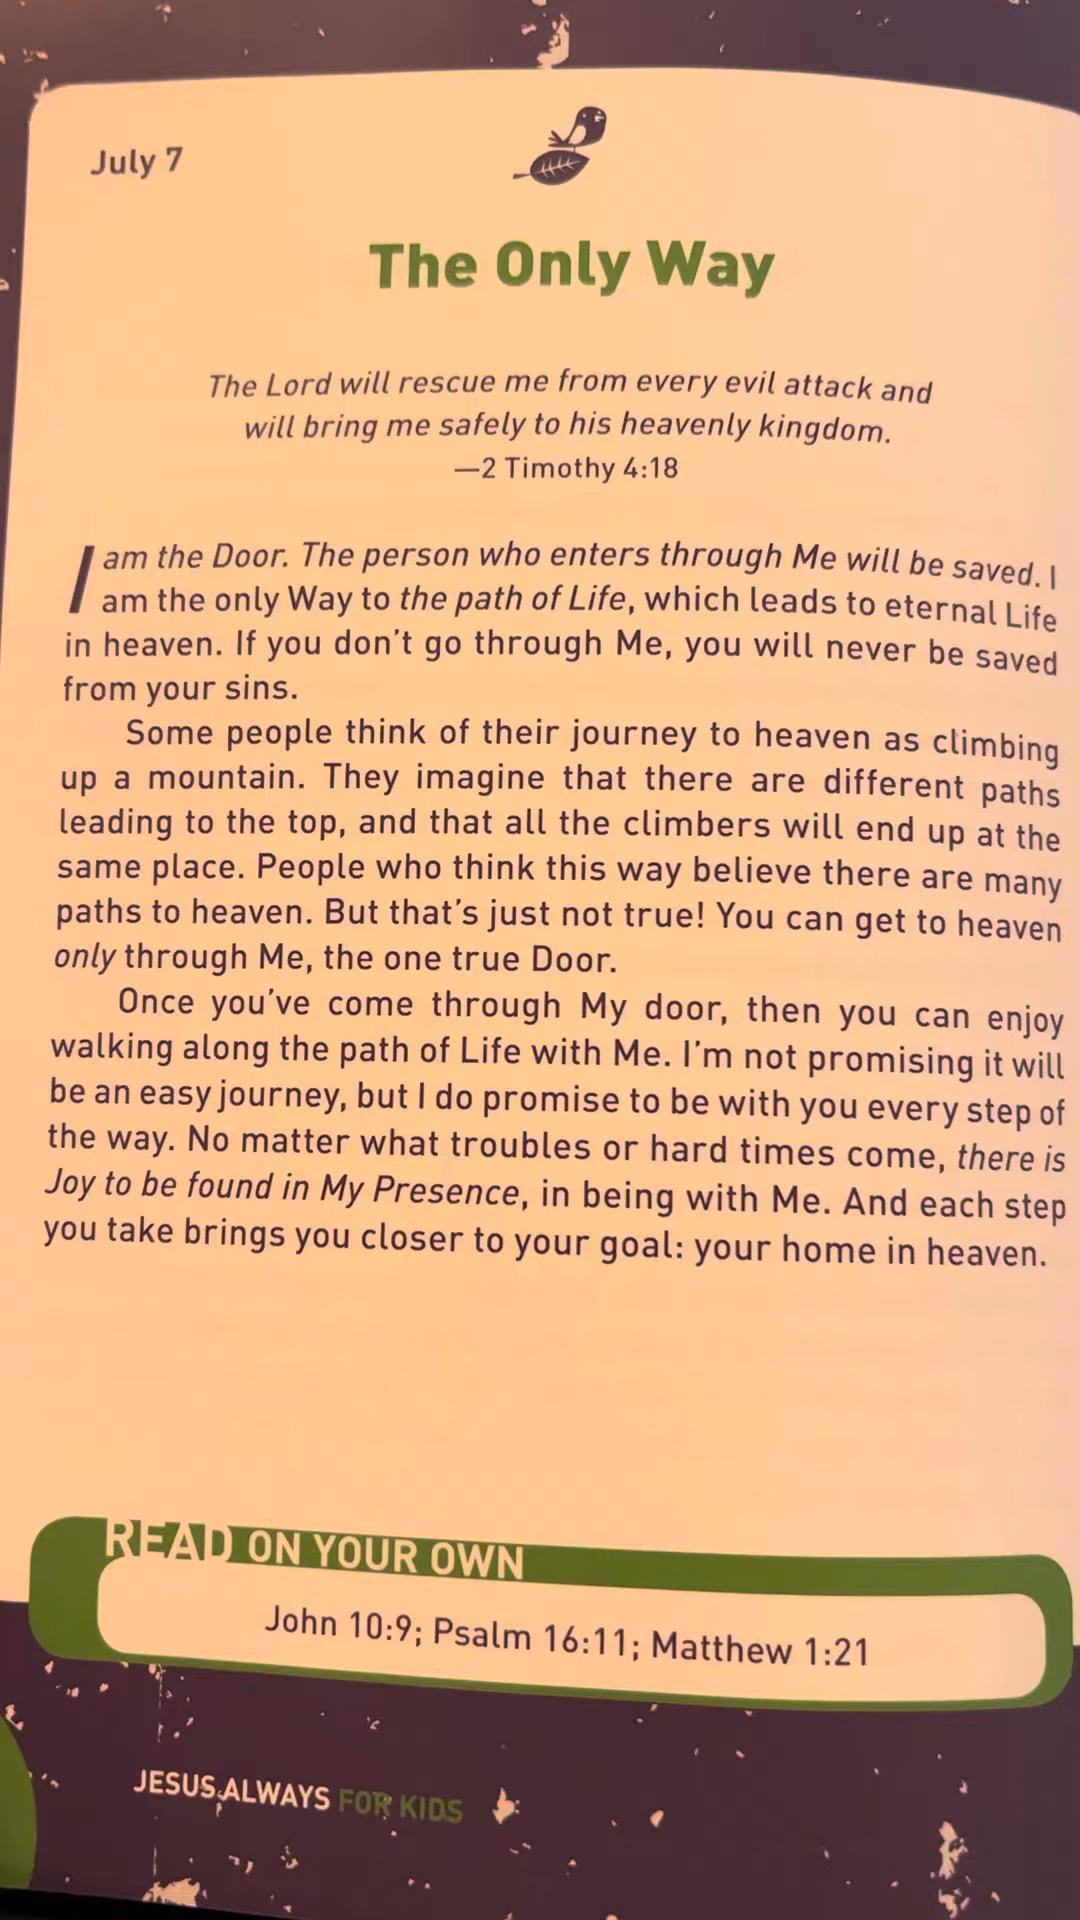 July 7
The Only Way
The Lord will rescue me from every evil attack and
will bring me safely to his heavenly kingdom.
—2 Timothy 4:18
I am the Door. The person who enters through Me will be saved. I
am the only Way to the path of Life, which leads to eternal Life
in heaven. If you don't go through Me, you will never be saved
from your sins.
Some people think of their journey to heaven as climbing
up a mountain. They imagine that there are different paths
leading to the top, and that all the climbers will end up at the
same place. People who think this way believe there are many
paths to heaven. But that's just not true! You can get to heaven
only through Me, the one true Door.
Once you've come through My door, then you can enjoy
walking along the path of Life with Me. I'm not promising it will
be an easy journey, but I do promise to be with you every step of
the way. No matter what troubles or hard times come, there is
Joy to be found in My Presence, in being with Me. And each step
you take brings you closer to your goal: your home in heaven.
READ ON YOUR OWN
John 10:9; Psalm 16:11; Matthew 1:21
JESUS ALWAYS FOR KIDS